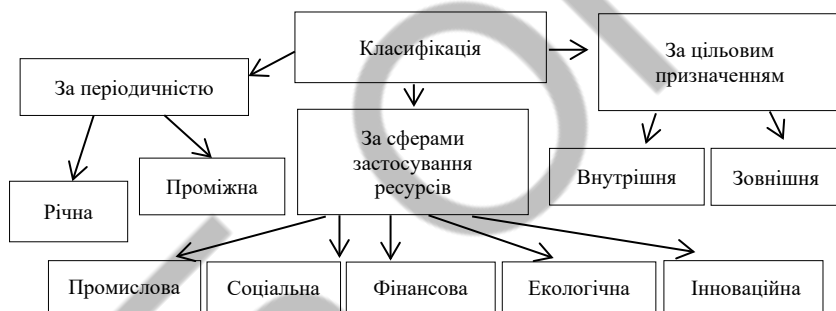 Класифікація
За періодичністю
За цільовим
призначенням
За сферами
застосування
ресурсів
Річна
Проміжна
Внутрішня
Зовнішня
Промислова
Соціальна
Фінансова
Екологічна
Інноваційна